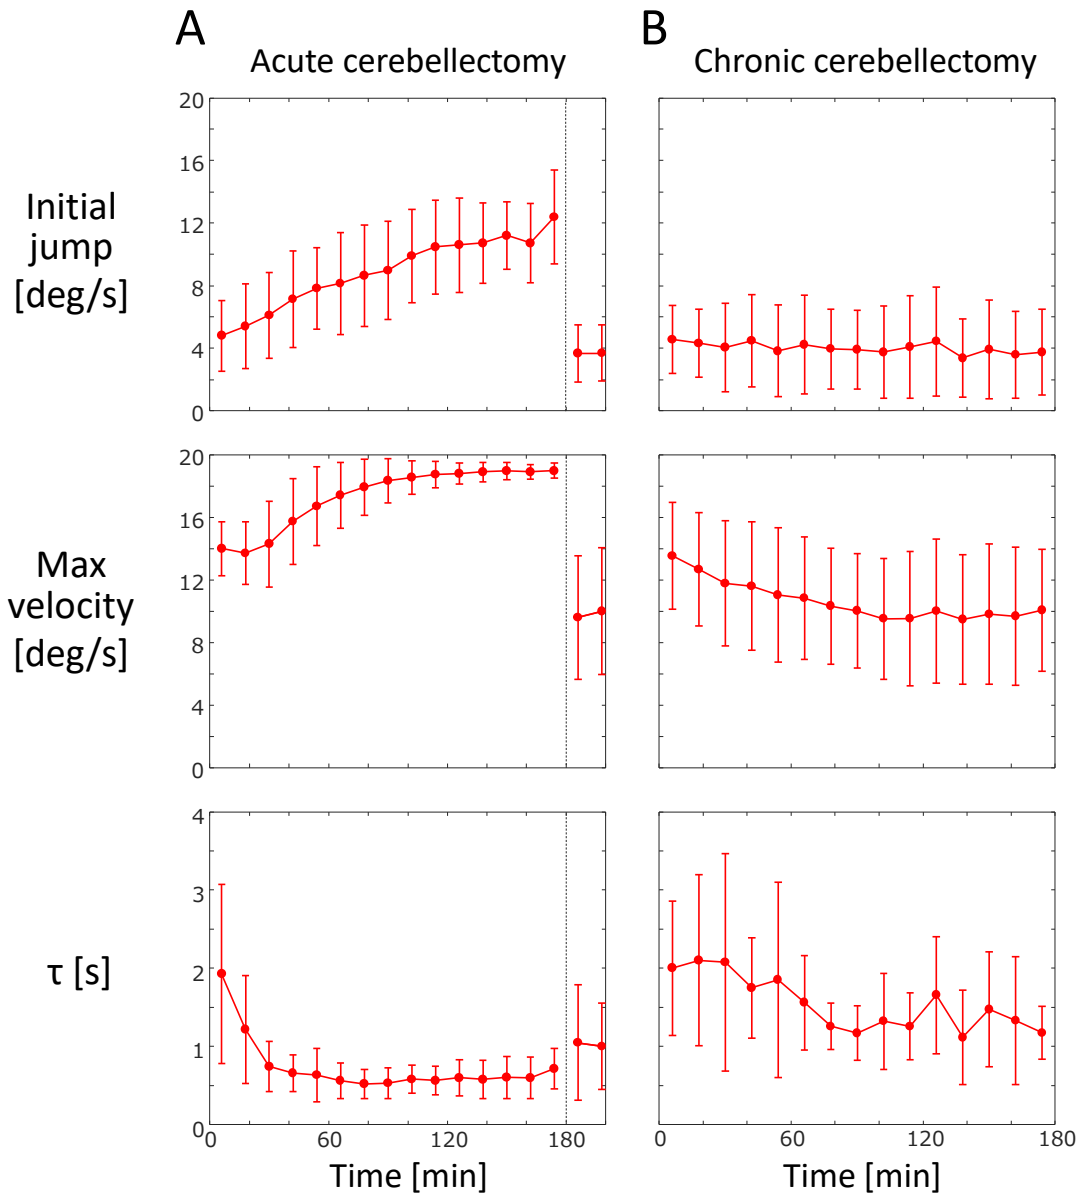 A
B
Acute cerebellectomy
Chronic cerebellectomy
Initial
jump
[deg/s]
20
16
12
8
4
0
Max
velocity
[deg/s]
20
16
12
8
4
0
τ [s]
4
3
2
1
0
0
60
120
180
0
60
120
180
Time [min]
Time [min]